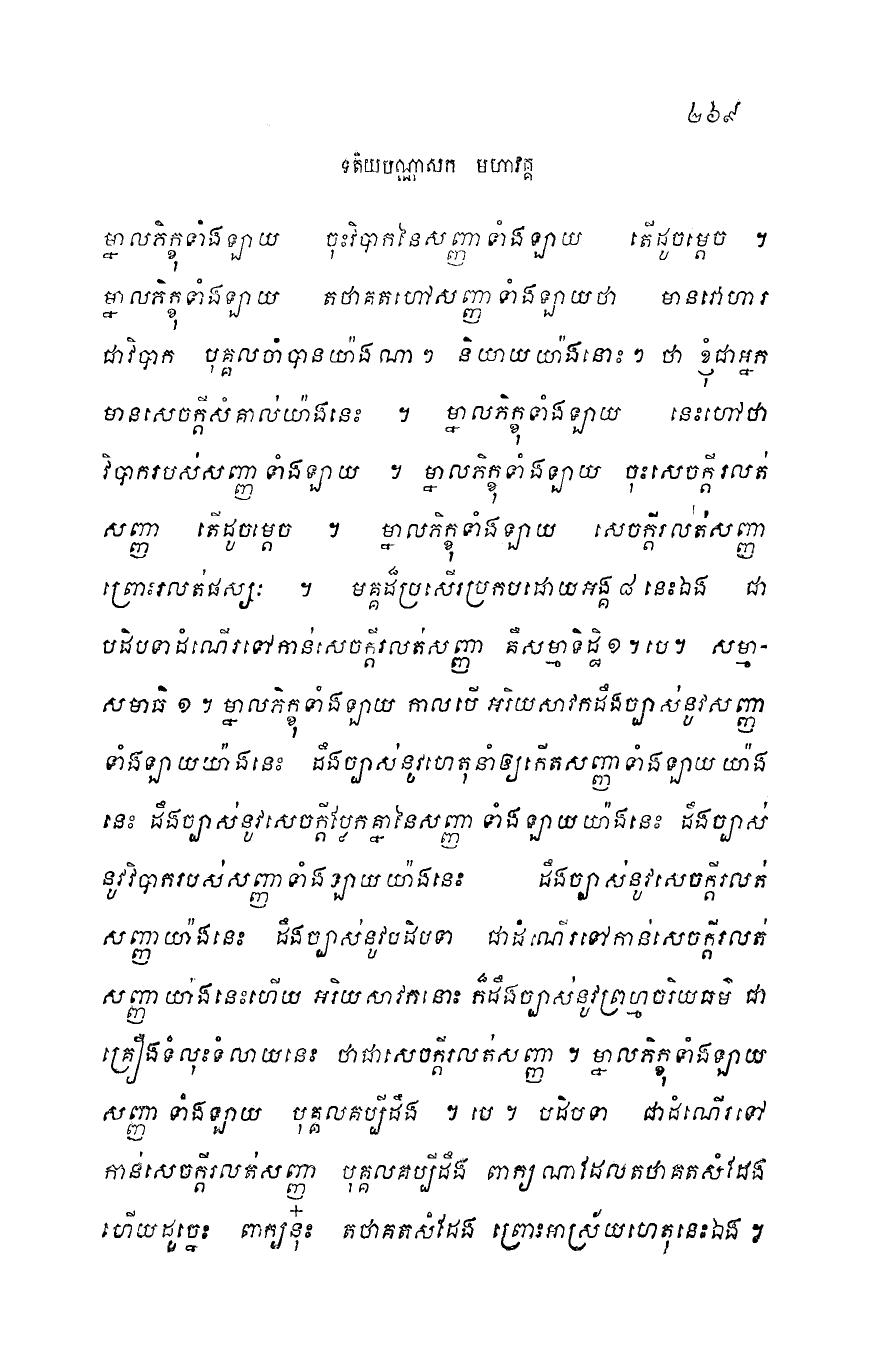 ២៦៩
ទតិយបណ្ណាសក មហាវគ្គ
ម្នាលភិក្ខុទាំងឡាយ ចុះវិបាកនៃសញ្ញាទាំងឡាយ តើដូចម្តេច ។
ម្នាលភិក្ខុទាំងឡាយ តថាគតហៅសញ្ញាទាំងឡាយថា មានវោហារ
ជាវិបាក បុគ្គលចាំបានយ៉ាងណាៗ និយាយយ៉ាងនោះៗ ថា ខ្ញុំជាអ្នក
មានសេចក្តីសំគាល់យ៉ាងនេះ ។ ម្នាលភិក្ខុទាំងឡាយ នេះហៅថា
វិបាករបស់សញ្ញាទាំងឡាយ ។ ម្នាលភិក្ខុទាំងឡាយ ចុះសេចក្តីរលត់
សញ្ញា តើដូចម្តេច ។ ម្នាលភិក្ខុទាំងឡាយ សេចក្តីរលត់សញ្ញា
ព្រោះរលត់ផស្សៈ ។ មគ្គដ៏ប្រសើរប្រកបដោយអង្គ ៨ នេះឯង ជា
បដិបទាដំណើរទៅកាន់សេចក្តីរលត់សញ្ញា គឺសម្មាទិដ្ឋិ១ ។ បេ ។ សម្មា-
សមាធិ ១ ។ ម្នាលភិក្ខុទាំងឡាយ កាលបើ អរិយសាវកដឹងច្បាស់នូវសញ្ញា
ទាំងឡាយយ៉ាងនេះ ដឹងច្បាស់នូវហេតុនាំឲ្យកើតសញ្ញាទាំងឡាយយ៉ាង
នេះ ដឹងច្បាស់នូវសេចក្តីប្លែកគ្នានៃសញ្ញាទាំងឡាយយ៉ាងនេះ ដឹងច្បាស់
នូវវិបាករបស់សញ្ញាទាំងឡាយយ៉ាងនេះ ដឹងច្បាស់នូវសេចក្តីរលត់
សញ្ញាយ៉ាងនេះ ដឹងច្បាស់នូវបដិបទា ជាដំណើរទៅកាន់សេចក្តីរលត់
សញ្ញាយ៉ាងនេះហើយ អរិយសាវកនោះ ក៏ដឹងច្បាស់នូវព្រហ្មចរិយធម៌ ជា
គ្រឿងទំលុះទំលាយនេះ ថាជាសេចក្តីរលត់សញ្ញា ។ ម្នាលភិក្ខុទាំងឡាយ
សញ្ញាទាំងឡាយ បុគ្គលគប្បីដឹង ។ បេ ។ បដិបទា ជាដំណើរទៅ
កាន់សេចក្តីរលត់សញ្ញា បុគ្គលគប្បីដឹង ពាក្យណាដែលតថាគតសំដែង
ហើយដូច្នេះ ពាក្យនុ៎ះ តថាគតសំដែង ព្រោះអាស្រ័យហេតុនេះឯង ។